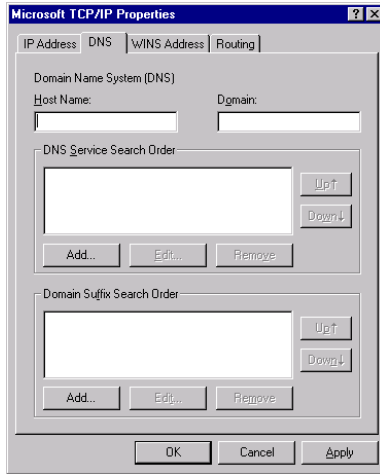 Microsoft TCP/IP Properties
IP Address DNS WINS Address Routing
Domain Name System (DNS)
Host Name: Domain:
DNS Service Search Order
Up↑
Down↓
Add... Edit... Remove
Domain Suffix Search Order
Up↑
Down↓
Add... Edit... Remove
OK Cancel Apply